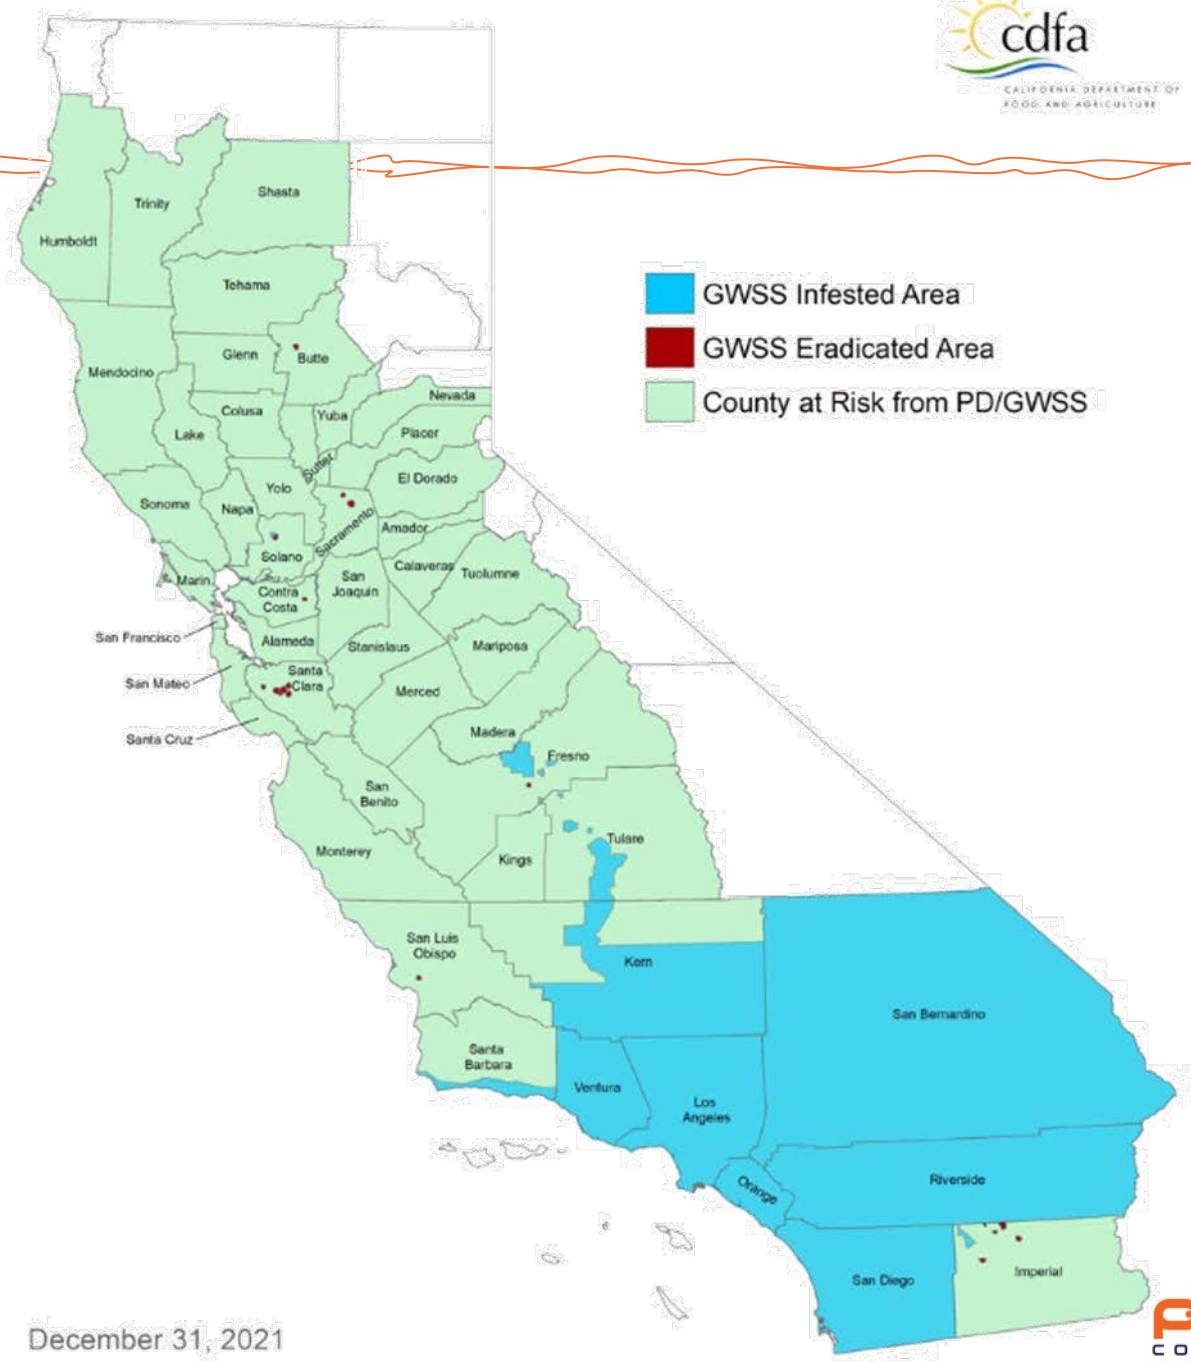 cdfa
CALIFORNIA DEPARTMENT OF
FOOD AND AGRICULTURE
Shasta
Trinity
Humboldt
Tehama
GWSS Infested Area
GWSS Eradicated Area
County at Risk from PD/GWSS
Glenn
Butte
Mendocino
Nevada
Colusa
Yuba
Lake
Placer
Sutter
El Dorado
Yolo
Sonoma
Napa
Sacramento
Amador
Solano
Calaveras
Tuolumne
Marin
San
Joaquin
Contra
Costa
San Francisco
Alameda
Stanislaus
Mariposa
Santa
Clara
San Mateo
Merced
Santa Cruz
Madera
Fresno
San
Benito
Monterey
Kings
Tulare
San Luis
Obispo
Kern
San Bernardino
Santa
Barbara
Ventura
Los
Angeles
Orange
Riverside
San Diego
Imperial
December 31, 2021